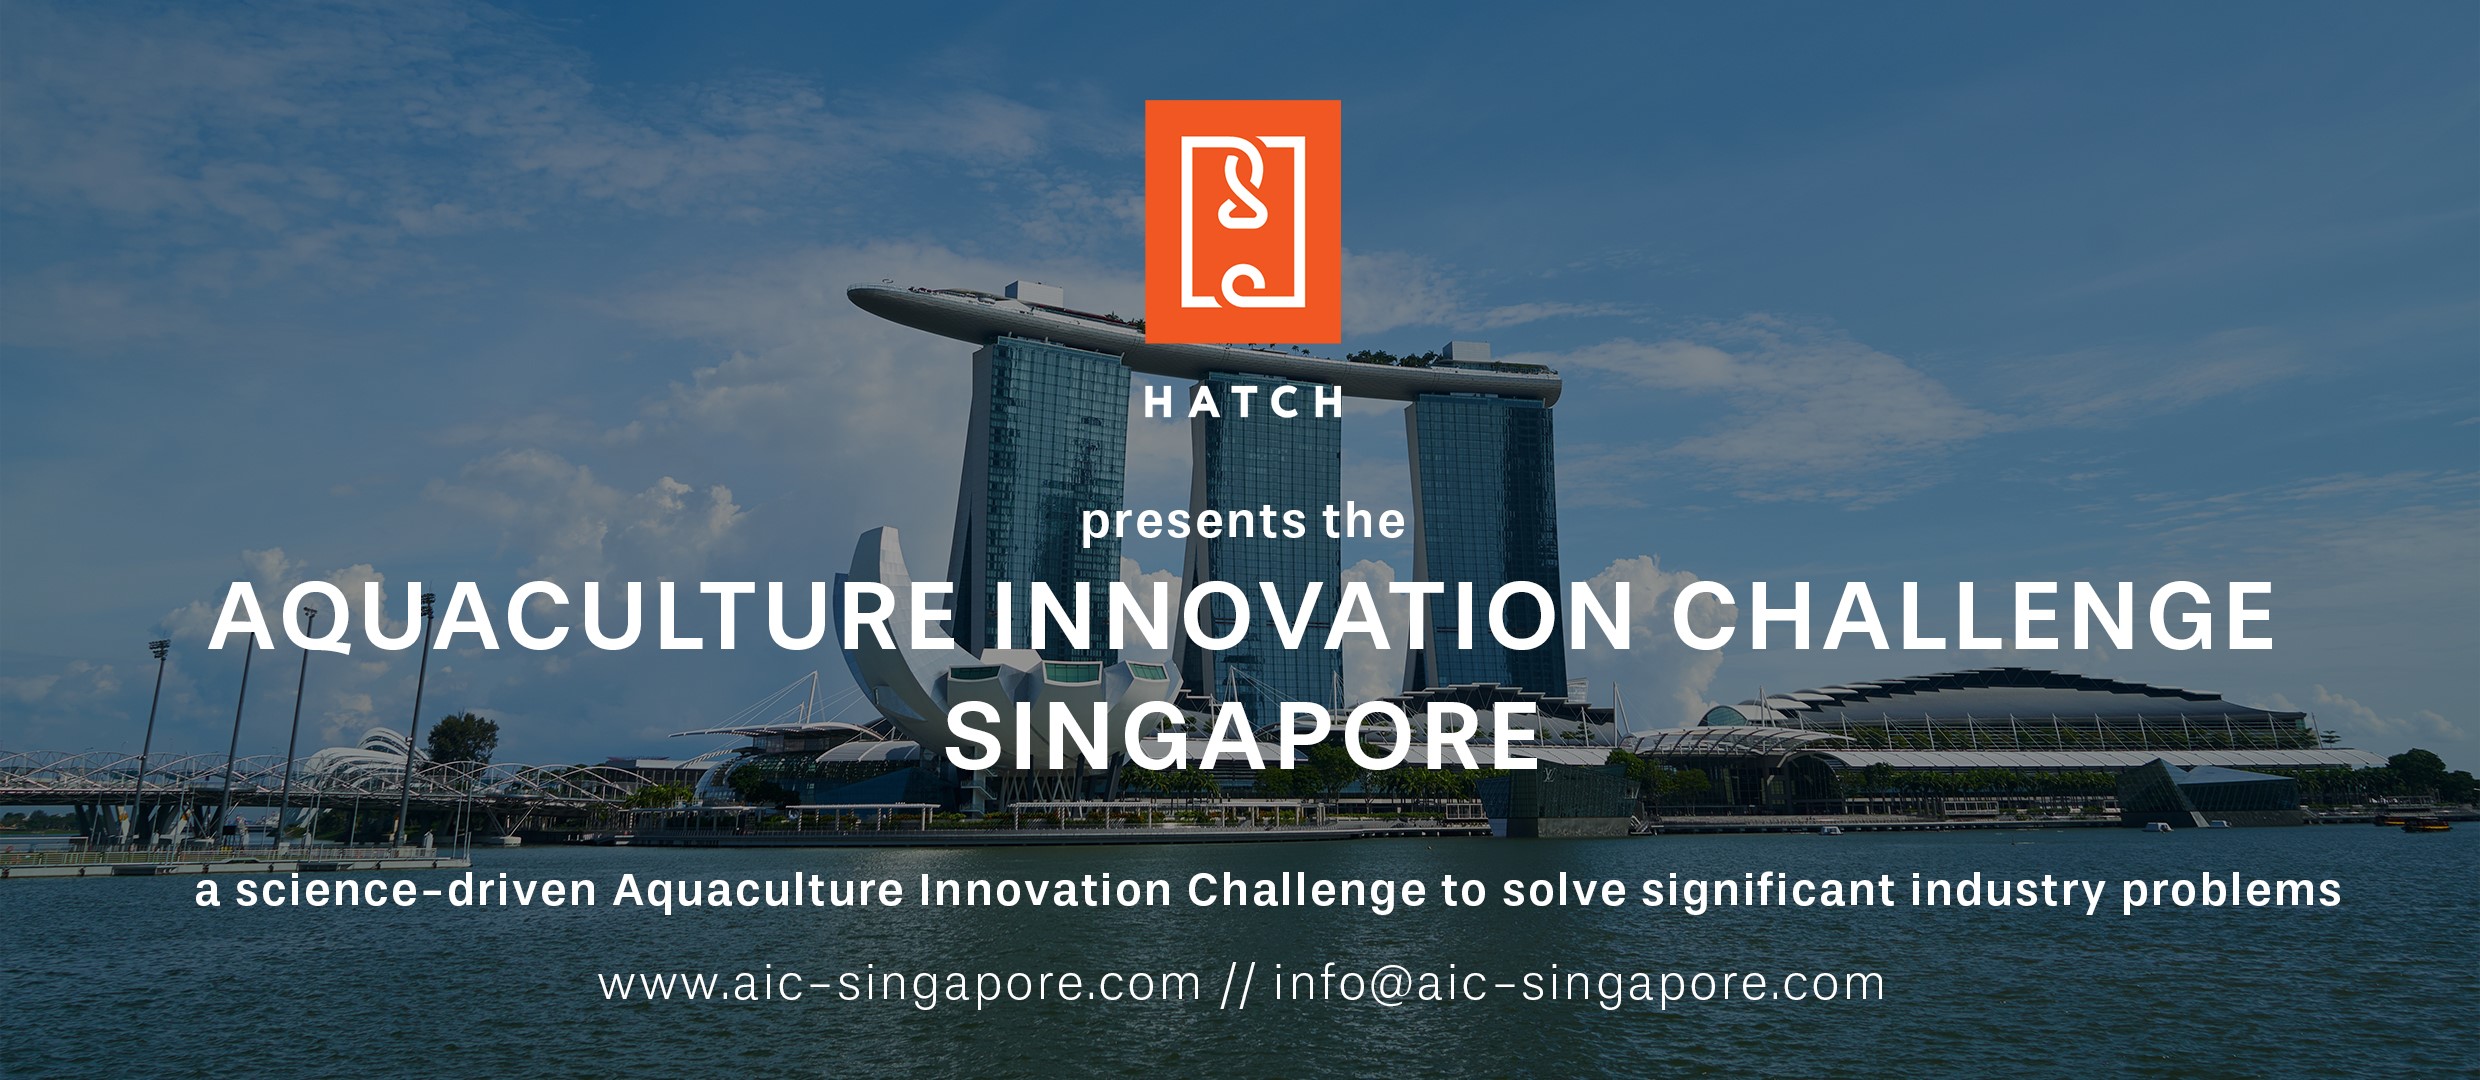 HATCH
presents the
AQUACULTURE INNOVATION CHALLENGE
SINGAPORE
a science-driven Aquaculture Innovation Challenge to solve significant industry problems
www.aic-singapore.com // info@aic-singapore.com